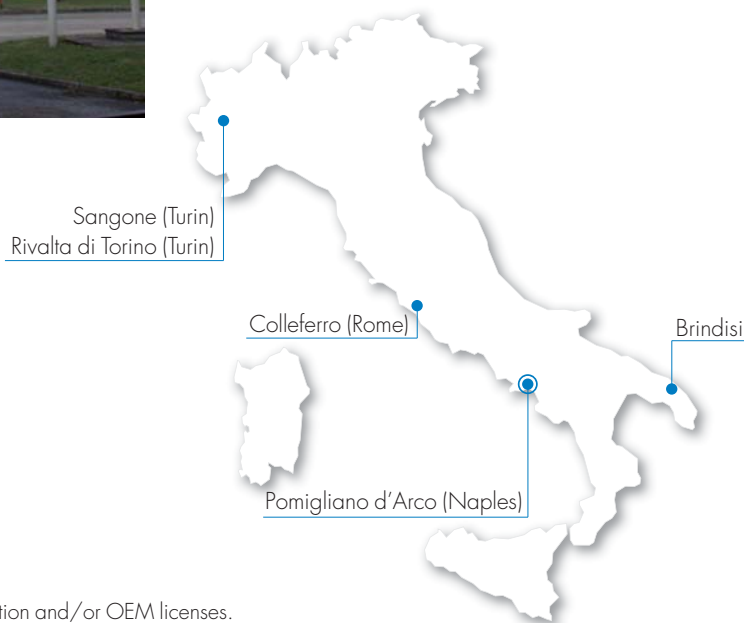 Sangone (Turin)
Rivalta di Torino (Turin)
Colleferro (Rome)
Brindisi
Pomigliano d'Arco (Naples)
tion and/or OEM licenses.